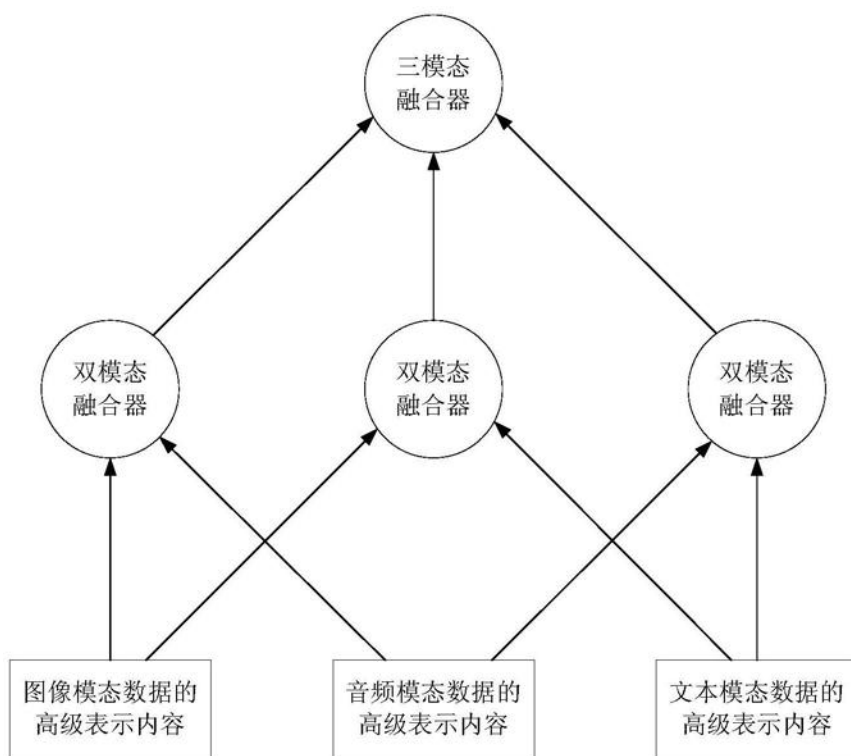 三模态
融合器
双模态
融合器
双模态
融合器
双模态
融合器
图像模态数据的
高级表示内容
音频模态数据的
高级表示内容
文本模态数据的
高级表示内容